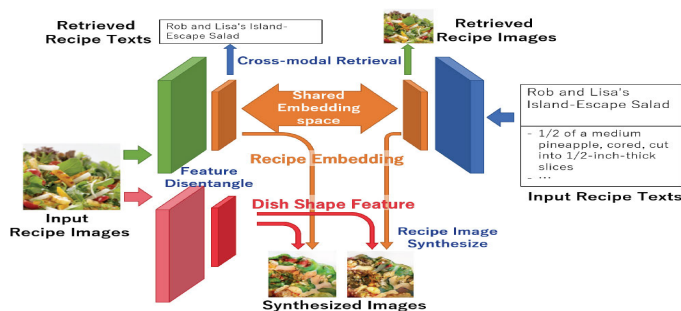 Retrieved
Recipe Texts
Rob and Lisa's Island-
Escape Salad
Retrieved
Recipe Images
Cross-modal Retrieval
Shared
Embedding
space
Rob and Lisa's
Island-Escape Salad
- 1/2 of a medium
pineapple, cored, cut
into 1/2-inch-thick
slices
- ...
Input Recipe Texts
Recipe Embedding
Feature
Disentangle
Input
Recipe Images
Dish Shape Feature
Recipe Image
Synthesize
Synthesized Images